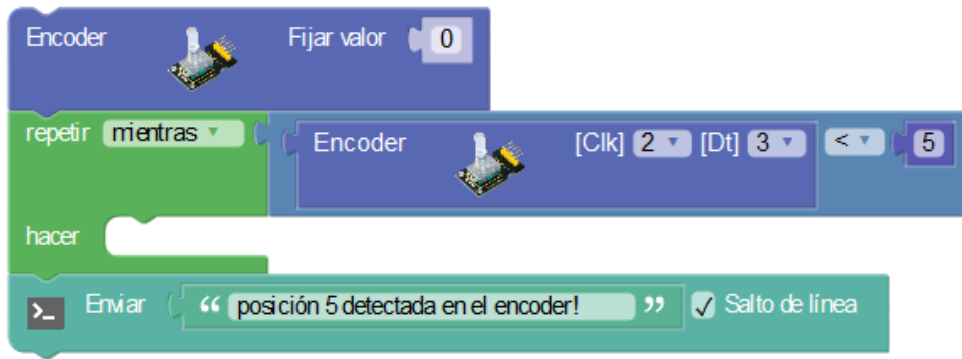 Encoder Fijar valor 0
repetir mientras Encoder [Clk] 2 [Dt] 3 < 5
hacer
>_ Enviar “ posición 5 detectada en el encoder! ” ✓ Salto de línea